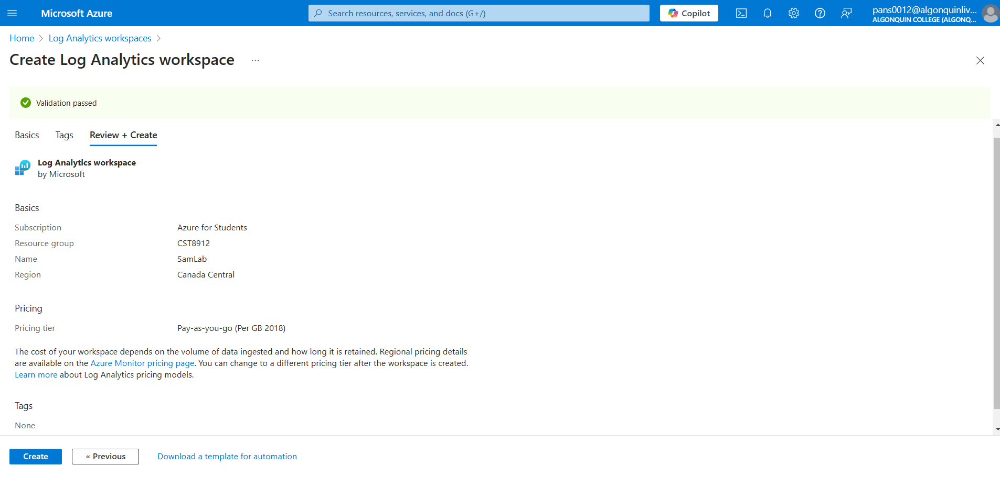 Microsoft Azure
Search resources, services, and docs (G+/)
Copilot
pans0012@algonquinliv...
ALGONQUIN COLLEGE (ALGONQ...
Home > Log Analytics workspaces >
Create Log Analytics workspace ...
Validation passed
Basics Tags Review + Create
Log Analytics workspace
by Microsoft
Basics
Subscription Azure for Students
Resource group CST8912
Name SamLab
Region Canada Central
Pricing
Pricing tier Pay-as-you-go (Per GB 2018)
The cost of your workspace depends on the volume of data ingested and how long it is retained. Regional pricing details
are available on the Azure Monitor pricing page. You can change to a different pricing tier after the workspace is created.
Learn more about Log Analytics pricing models.
Tags
None
Create « Previous Download a template for automation